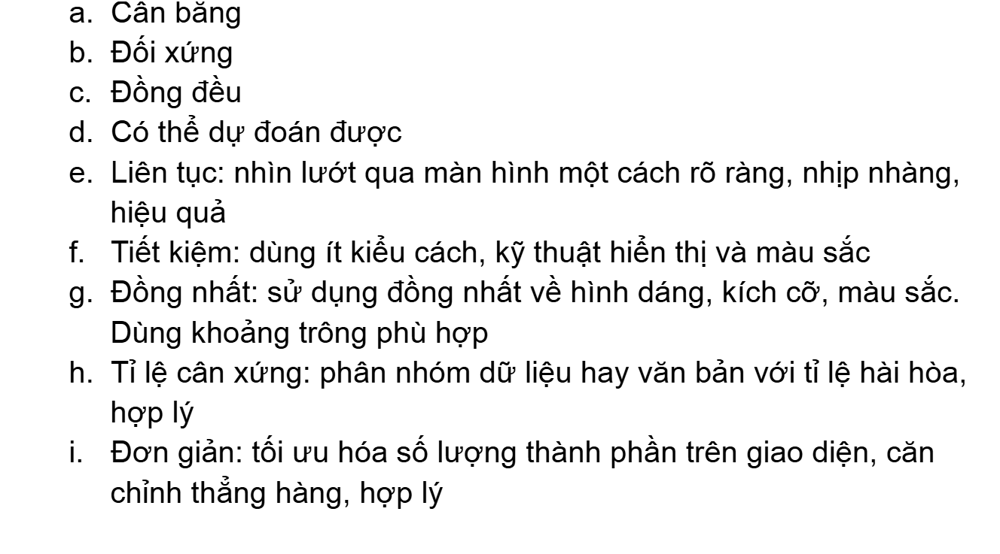 a. Cân bằng
b. Đối xứng
c. Đồng đều
d. Có thể dự đoán được
e. Liên tục: nhìn lướt qua màn hình một cách rõ ràng, nhịp nhàng,
hiệu quả
f. Tiết kiệm: dùng ít kiểu cách, kỹ thuật hiển thị và màu sắc
g. Đồng nhất: sử dụng đồng nhất về hình dáng, kích cỡ, màu sắc.
Dùng khoảng trông phù hợp
h. Tỉ lệ cân xứng: phân nhóm dữ liệu hay văn bản với tỉ lệ hài hòa,
hợp lý
i. Đơn giản: tối ưu hóa số lượng thành phần trên giao diện, căn
chỉnh thẳng hàng, hợp lý